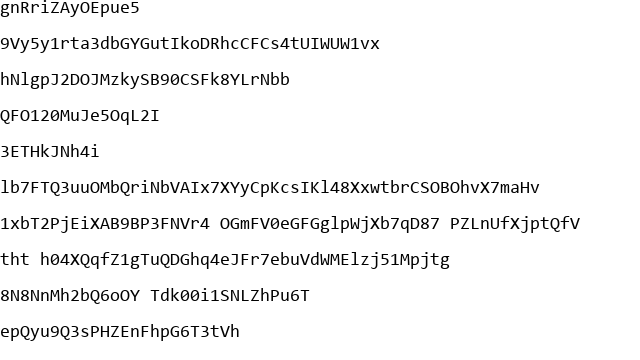 gnRriZAyOEpue5
9Vy5y1rta3dbGYGutIkoDRhcCFCs4tUIWUW1vx
hNlgpJ2DOJMzkySB90CSFk8YLrNbb
QFO120MuJe5OqL2I
3ETHkJNh4i
lb7FTQ3uuOMbQriNbVAIx7XYyCpKcsIKl48XxwtbrCSOBOhvX7maHv
1xbT2PjEiXAB9BP3FNVr4 OGmFV0eGFGglpWjXb7qD87 PZLnUfXjptQfV
tht h04XQqfZ1gTuQDGhq4eJFr7ebuVdWMElzj51Mpjtg
8N8NnMh2bQ6oOY Tdk00i1SNLZhPu6T
epQyu9Q3sPHZEnFhpG6T3tVh